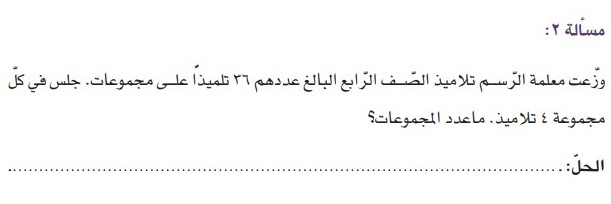 مسألة ٢:
وزّعت معلمة الرّسم تلاميذ الصّف الرّابع البالغ عددهم ٣٦ تلميذًا على مجموعات. جلس في كلّ
مجموعة ٤ تلاميذ. ماعدد المجموعات؟
الحلّ: ........................................................................................